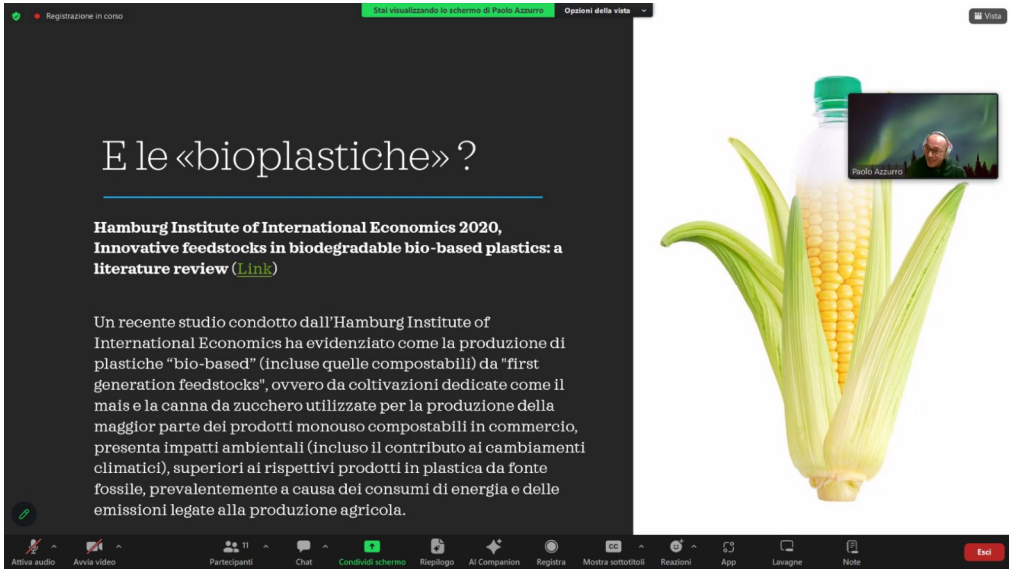 Registrazione in corso
Stai visualizzando lo schermo di Paolo Azzurro
Opzioni della vista
Vista
E le «bioplastiche» ?
Paolo Azzurro
Hamburg Institute of International Economics 2020,
Innovative feedstocks in biodegradable bio-based plastics: a
literature review (Link)
Un recente studio condotto dall’Hamburg Institute of
International Economics ha evidenziato come la produzione di
plastiche “bio-based” (incluse quelle compostabili) da "first
generation feedstocks", ovvero da coltivazioni dedicate come il
mais e la canna da zucchero utilizzate per la produzione della
maggior parte dei prodotti monouso compostabili in commercio,
presenta impatti ambientali (incluso il contributo ai cambiamenti
climatici), superiori ai rispettivi prodotti in plastica da fonte
fossile, prevalentemente a causa dei consumi di energia e delle
emissioni legate alla produzione agricola.
11
CC
Attiva audio
Avvia video
Partecipanti
Chat
Condividi schermo
Riepilogo
AI Companion
Registra
Mostra sottotitoli
Reazioni
App
Lavagne
Note
Esci